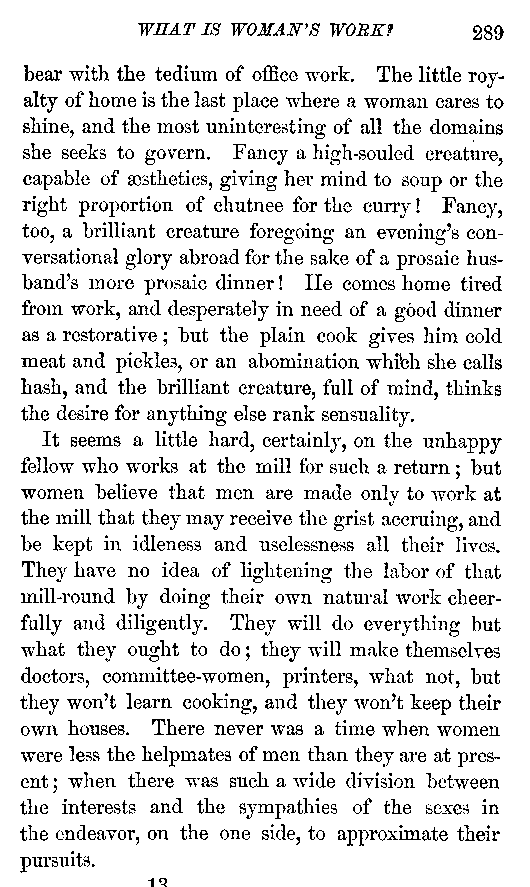 WHAT IS WOMAN'S WORK? 289
bear with the tedium of office work. The little roy-
alty of home is the last place where a woman cares to
shine, and the most uninteresting of all the domains
she seeks to govern. Fancy a high-souled creature,
capable of æsthetics, giving her mind to soup or the
right proportion of chutnee for the curry! Fancy,
too, a brilliant creature foregoing an evening's con-
versational glory abroad for the sake of a prosaic hus-
band's more prosaic dinner! He comes home tired
from work, and desperately in need of a good dinner
as a restorative; but the plain cook gives him cold
meat and pickles, or an abomination which she calls
hash, and the brilliant creature, full of mind, thinks
the desire for anything else rank sensuality.
It seems a little hard, certainly, on the unhappy
fellow who works at the mill for such a return; but
women believe that men are made only to work at
the mill that they may receive the grist accruing, and
be kept in idleness and uselessness all their lives.
They have no idea of lightening the labor of that
mill-round by doing their own natural work cheer-
fully and diligently. They will do everything but
what they ought to do; they will make themselves
doctors, committee-women, printers, what not, but
they won't learn cooking, and they won't keep their
own houses. There never was a time when women
were less the helpmates of men than they are at pres-
ent; when there was such a wide division between
the interests and the sympathies of the sexes in
the endeavor, on the one side, to approximate their
pursuits.
13